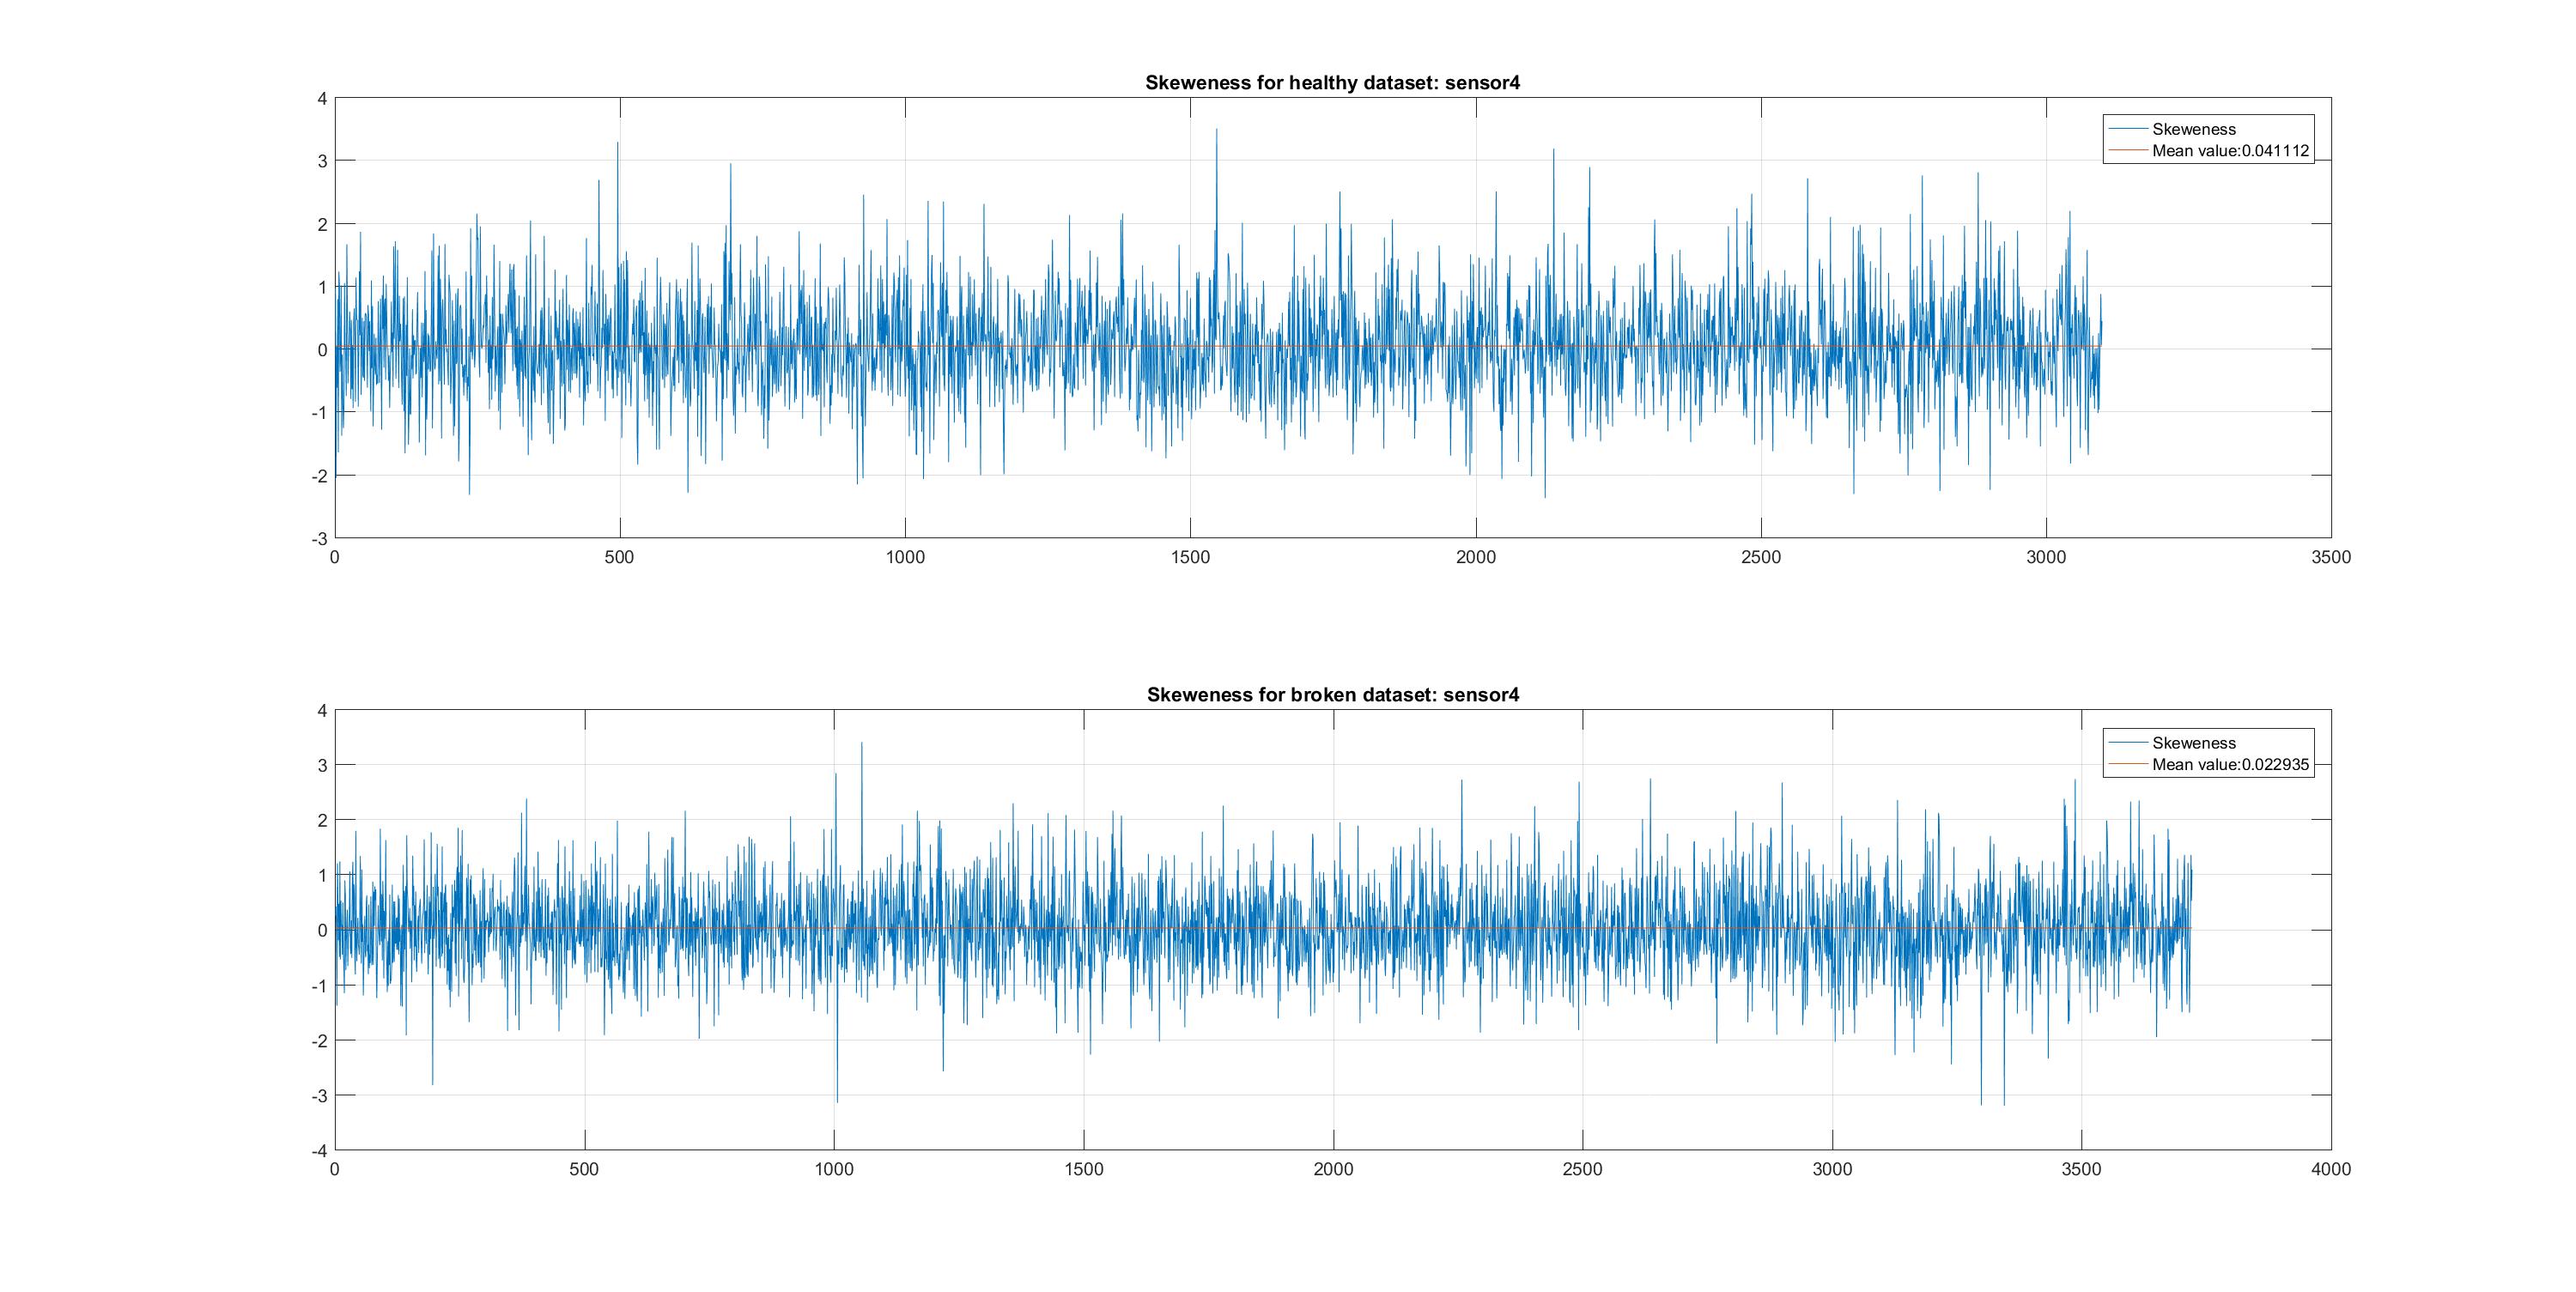 Skeweness for healthy dataset: sensor4
4
3
2
1
0
-1
-2
-3
0 500 1000 1500 2000 2500 3000 3500
Skeweness
Mean value:0.041112
Skeweness for broken dataset: sensor4
4
3
2
1
0
-1
-2
-3
-4
0 500 1000 1500 2000 2500 3000 3500 4000
Skeweness
Mean value:0.022935